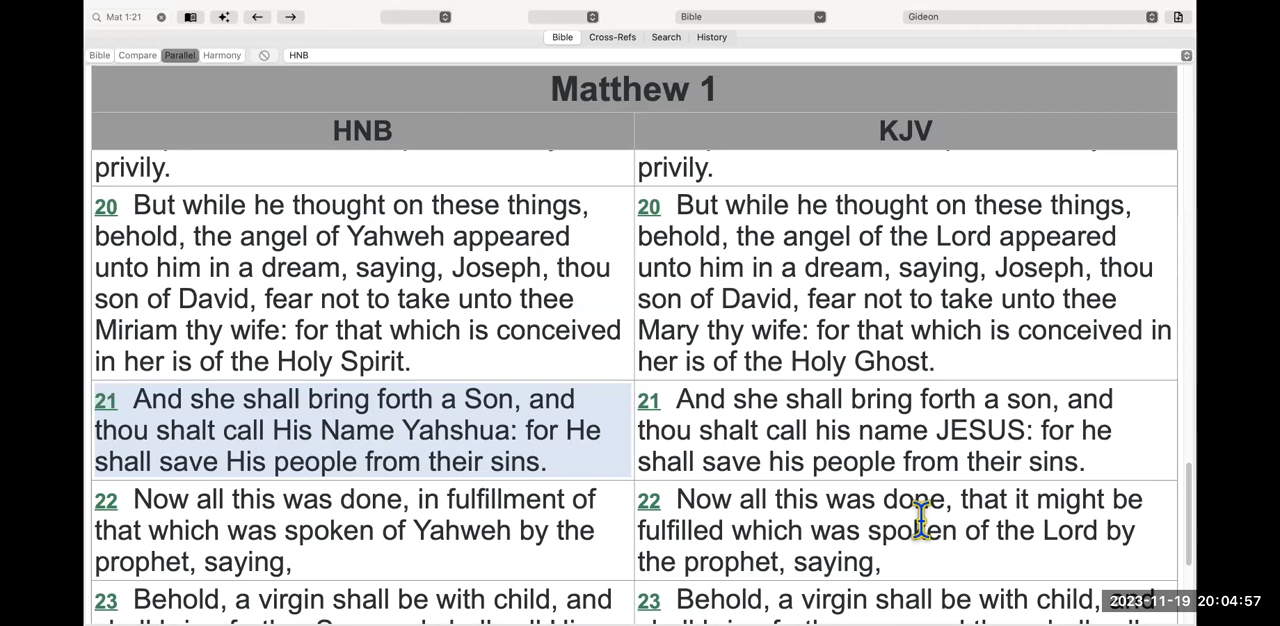 Mat 1:21
Bible
Gideon
Bible Cross-Refs Search History
Bible Compare Parallel Harmony HNB
Matthew 1
HNB
privily.
20 But while he thought on these things,
behold, the angel of Yahweh appeared
unto him in a dream, saying, Joseph, thou
son of David, fear not to take unto thee
Miriam thy wife: for that which is conceived
in her is of the Holy Spirit.
21 And she shall bring forth a Son, and
thou shalt call His Name Yahshua: for He
shall save His people from their sins.
22 Now all this was done, in fulfillment of
that which was spoken of Yahweh by the
prophet, saying,
23 Behold, a virgin shall be with child, and
KJV
privily.
20 But while he thought on these things,
behold, the angel of the Lord appeared
unto him in a dream, saying, Joseph, thou
son of David, fear not to take unto thee
Mary thy wife: for that which is conceived in
her is of the Holy Ghost.
21 And she shall bring forth a son, and
thou shalt call his name JESUS: for he
shall save his people from their sins.
22 Now all this was done, that it might be
fulfilled which was spoken of the Lord by
the prophet, saying,
23 Behold, a virgin shall be with child, and
2023-11-19 20:04:57